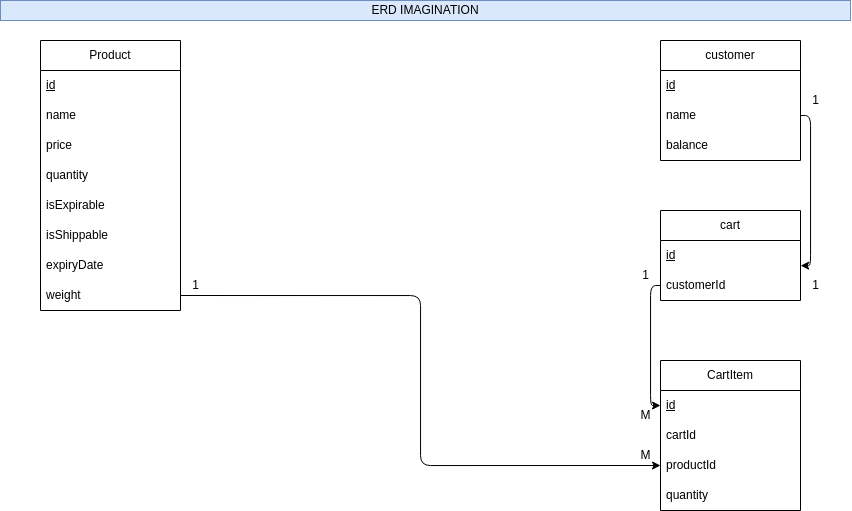 ERD IMAGINATION
Product
id
name
price
quantity
isExpirable
isShippable
expiryDate
weight
1
customer
id
name
balance
1
cart
id
customerId
1
1
CartItem
id
cartId
productId
quantity
M
M